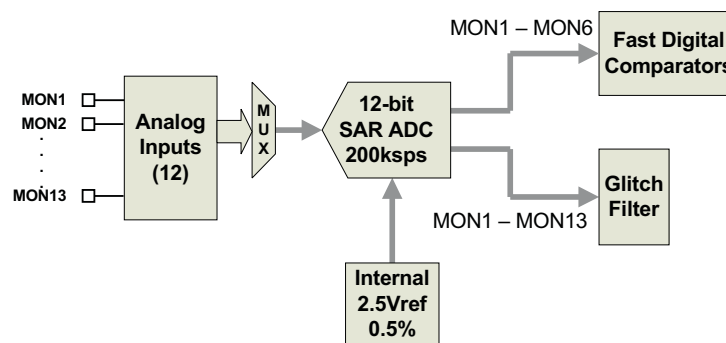 MON1
MON2
.
.
.
.
MON13
Analog
Inputs
(12)
M
U
X
12-bit
SAR ADC
200ksps
Internal
2.5Vref
0.5%
MON1 – MON6
Fast Digital
Comparators
MON1 – MON13
Glitch
Filter